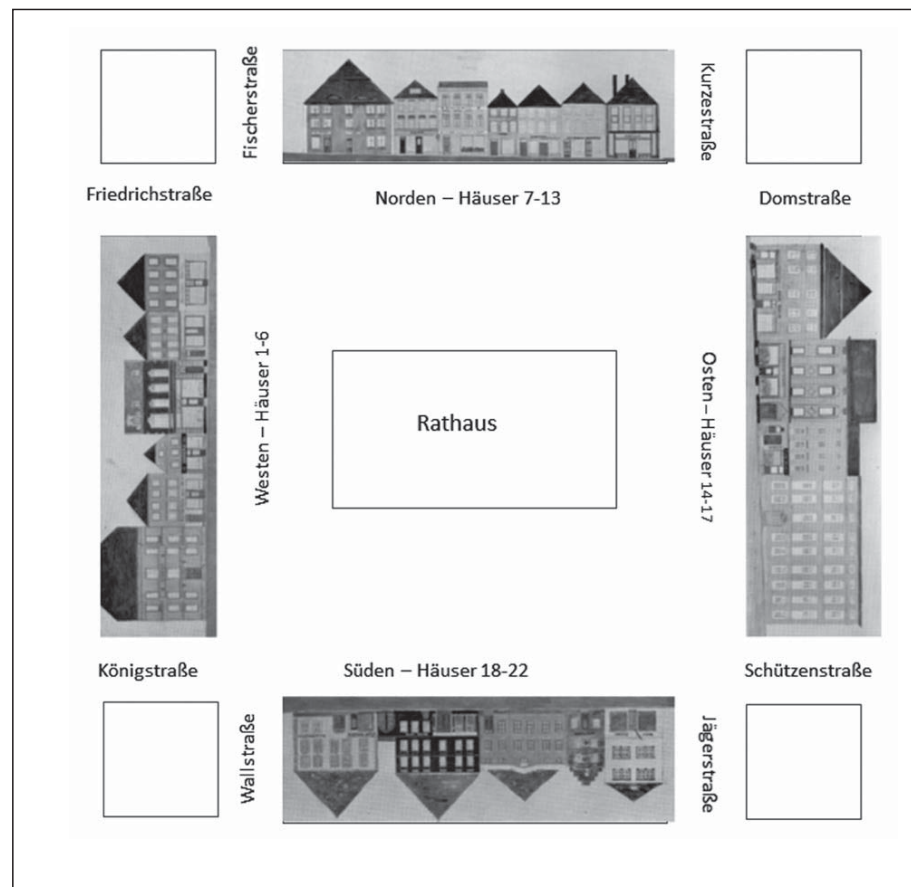 Fischerstraße
Kurzestraße
Friedrichstraße
Norden – Häuser 7-13
Domstraße
Westen – Häuser 1-6
Rathaus
Osten – Häuser 14-17
Königstraße
Süden – Häuser 18-22
Schützenstraße
Wallstraße
Jägerstraße